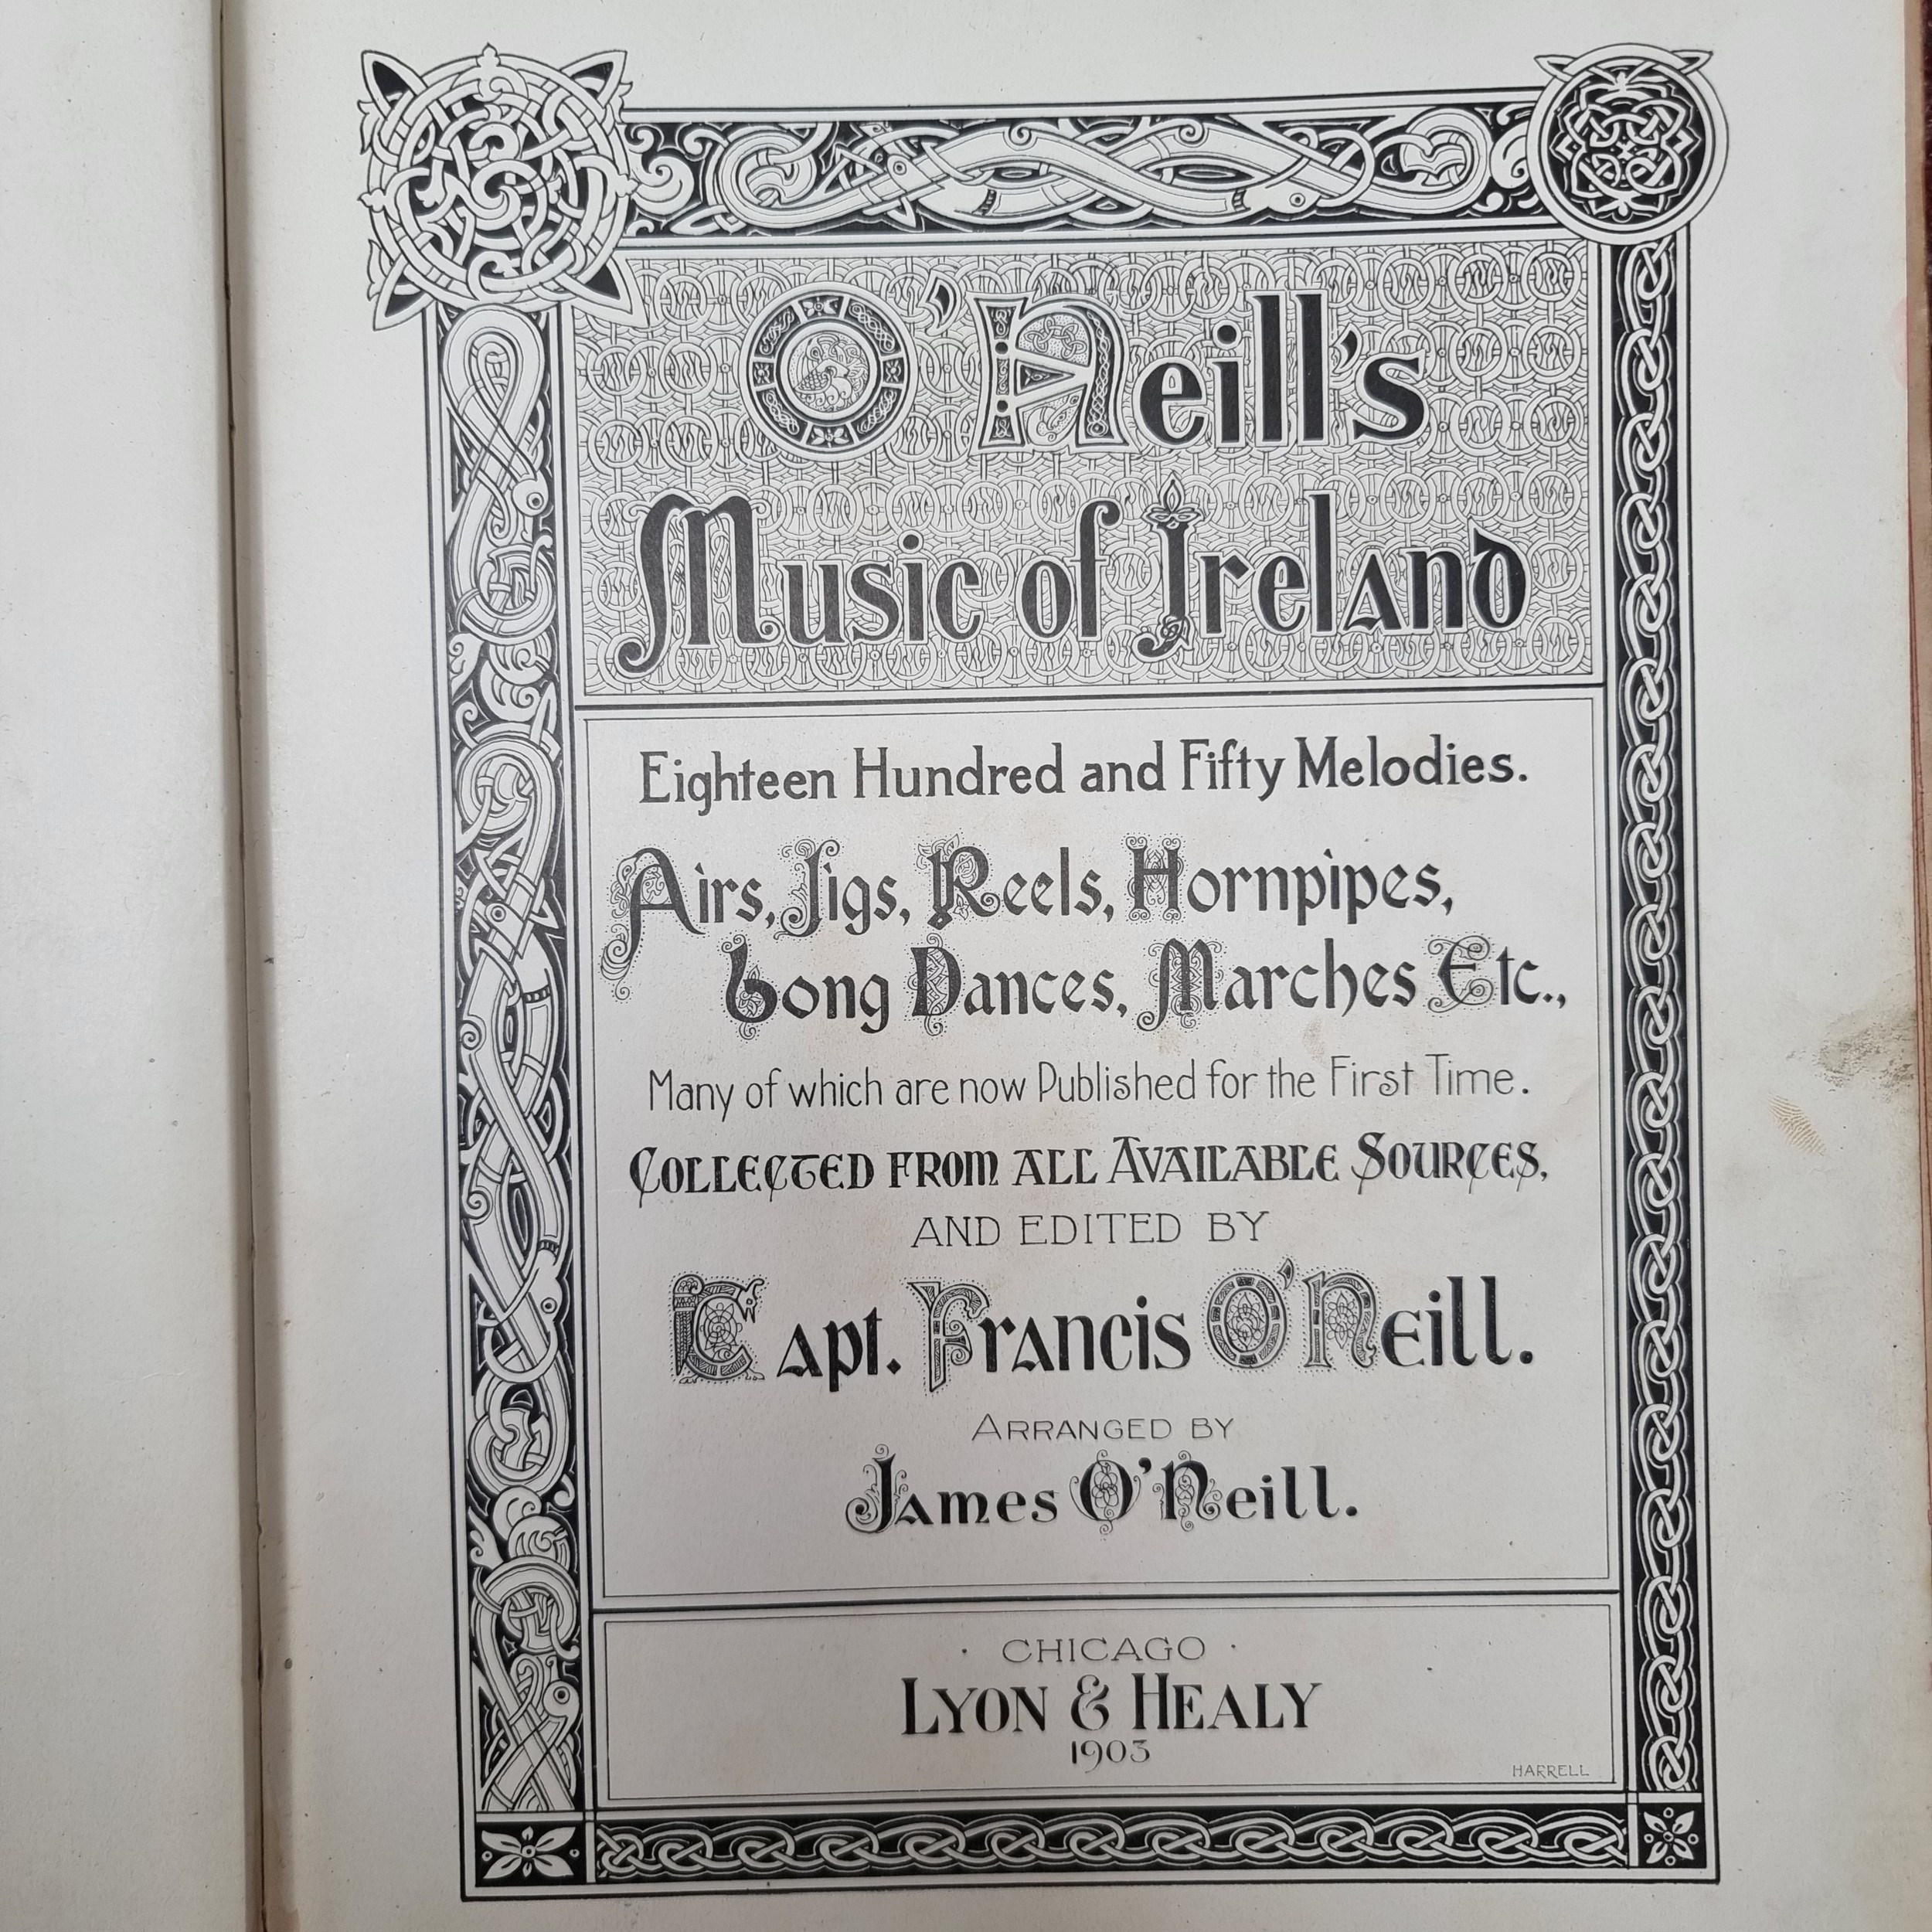 O'Neill's
Music of Ireland
Eighteen Hundred and Fifty Melodies.
Airs, Jigs, Reels, Hornpipes,
Long Dances, Marches Etc.,
Many of which are now Published for the First Time.
COLLECTED FROM ALL AVAILABLE SOURCES,
AND EDITED BY
Capt. Francis O'Neill.
ARRANGED BY
James O'Neill.
· CHICAGO ·
LYON & HEALY
1903
HARRELL